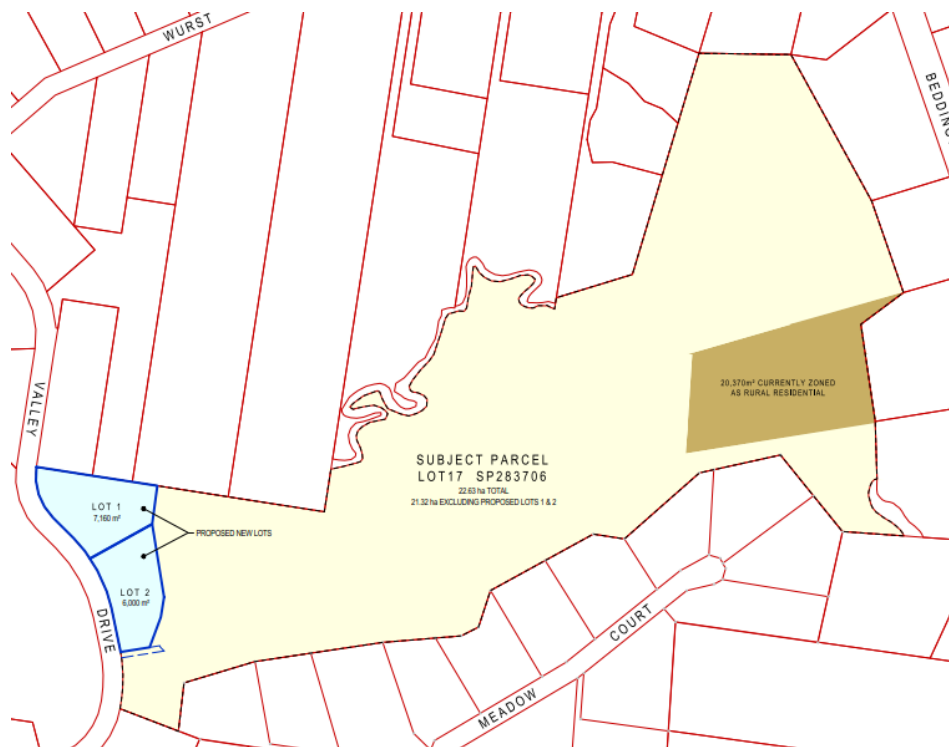 WURST
BEDDING
VALLEY
20,370m² CURRENTLY ZONED
AS RURAL RESIDENTIAL
SUBJECT PARCEL
LOT17 SP283706
22.63 ha TOTAL
21.32 ha EXCLUDING PROPOSED LOTS 1 & 2
LOT 1
7,160 m²
PROPOSED NEW LOTS
LOT 2
6,000 m²
DRIVE
COURT
MEADOW